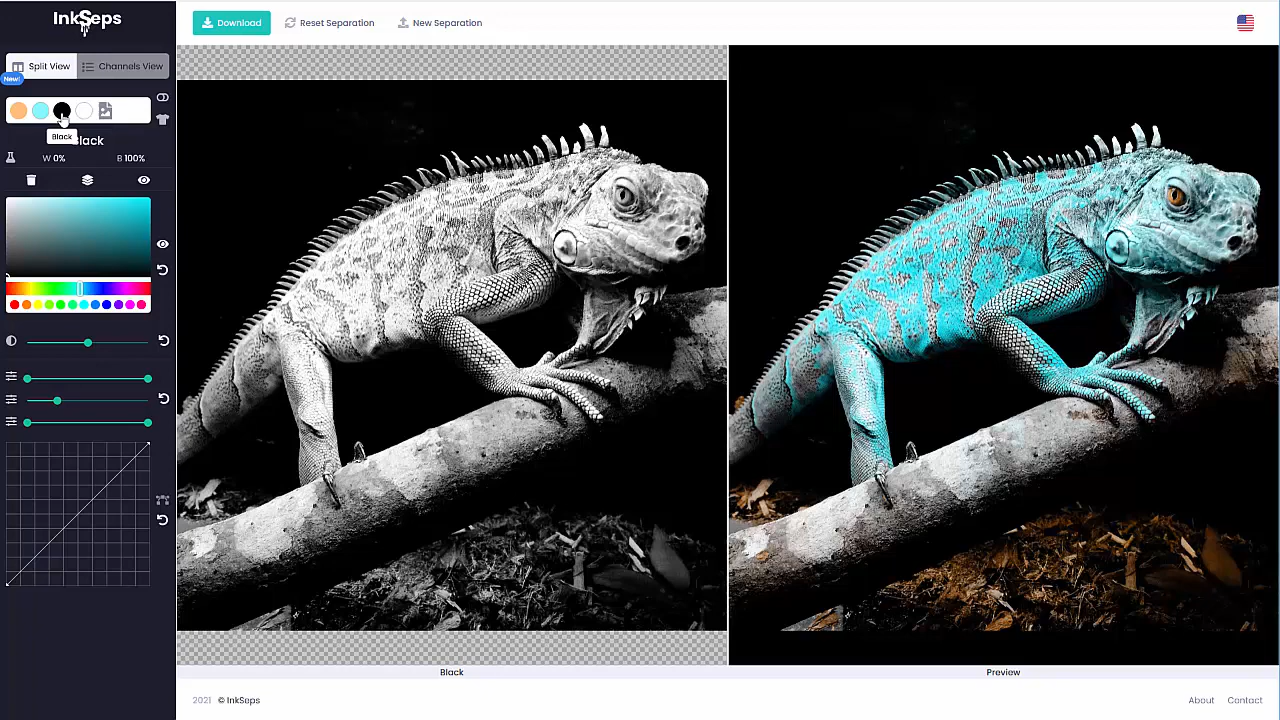 InkSeps
Download
Reset Separation
New Separation
Split View
Channels View
New!
Black
Black
W 0%
B 100%
Black
Preview
2021 © InkSeps
About
Contact